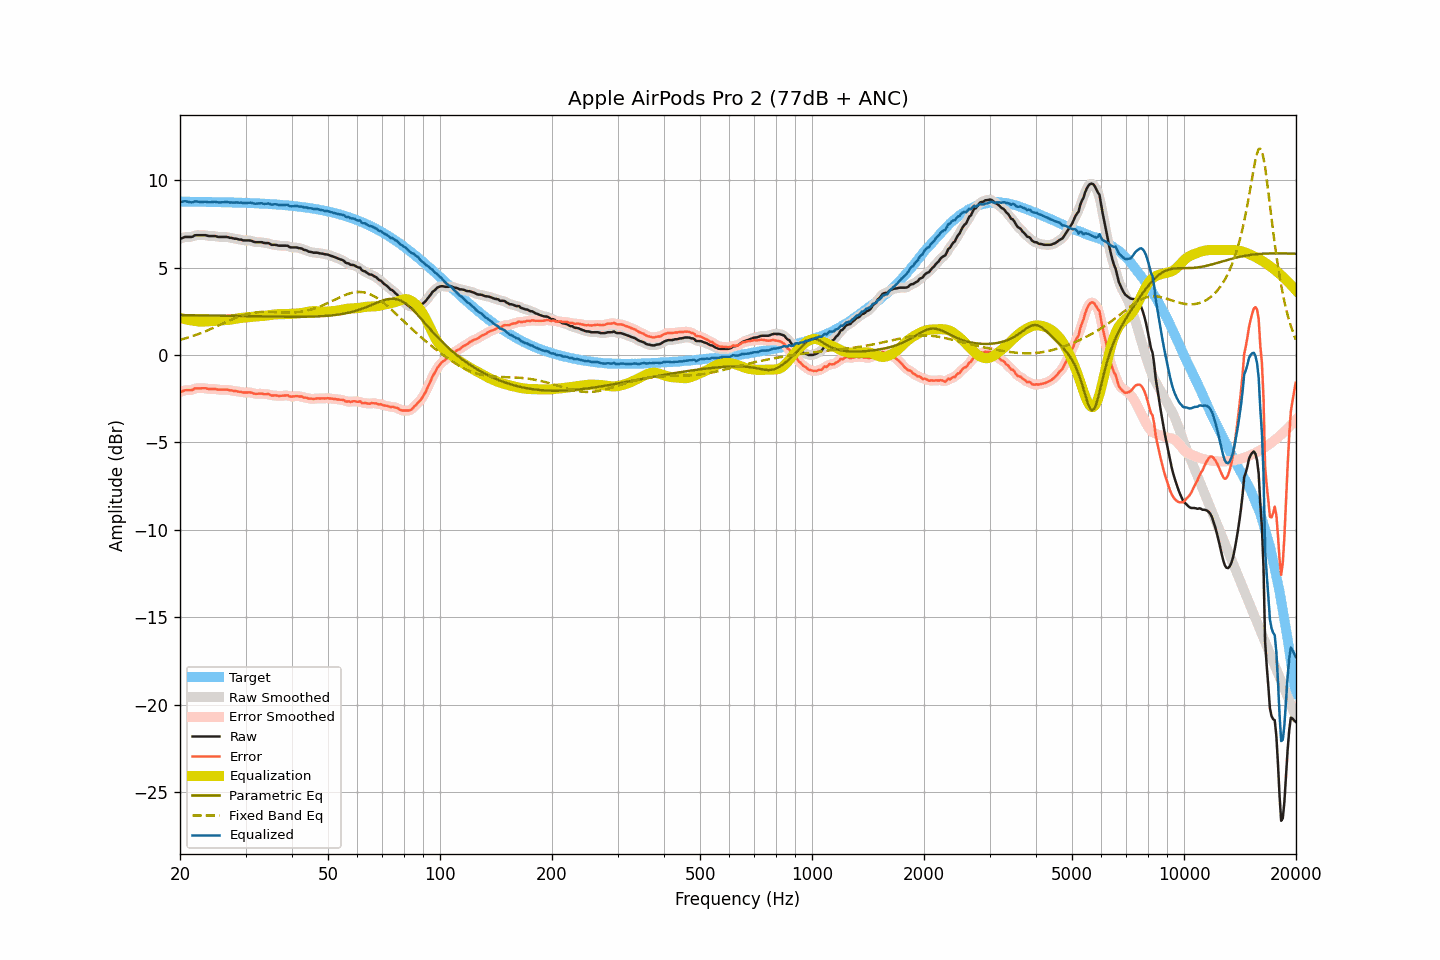 Apple AirPods Pro 2 (77dB + ANC)
10
5
0
−5
−10
−15
−20
−25
Amplitude (dBr)
Target
Raw Smoothed
Error Smoothed
Raw
Error
Equalization
Parametric Eq
Fixed Band Eq
Equalized
20 50 100 200 500 1000 2000 5000 10000 20000
Frequency (Hz)